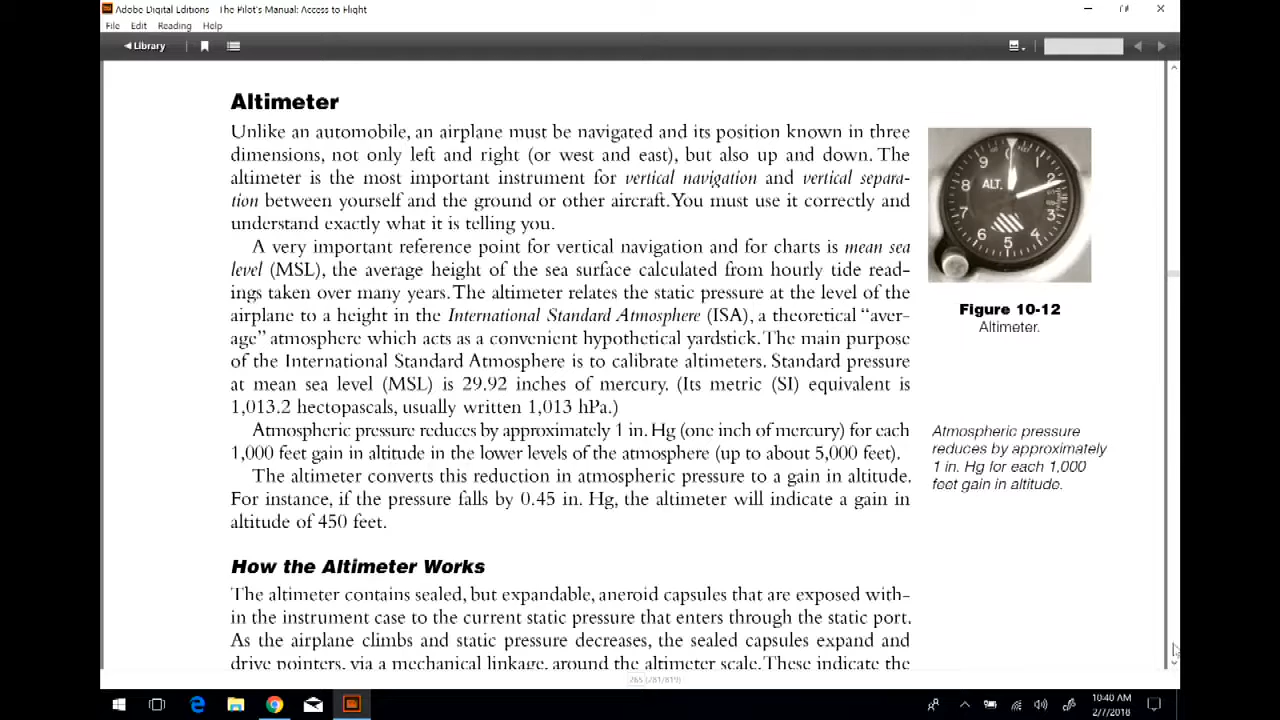 Adobe Digital Editions - The Pilot's Manual: Access to Flight
File Edit Reading Help
Library
Altimeter
Unlike an automobile, an airplane must be navigated and its position known in three
dimensions, not only left and right (or west and east), but also up and down. The
altimeter is the most important instrument for vertical navigation and vertical separa-
tion between yourself and the ground or other aircraft. You must use it correctly and
understand exactly what it is telling you.
A very important reference point for vertical navigation and for charts is mean sea
level (MSL), the average height of the sea surface calculated from hourly tide read-
ings taken over many years. The altimeter relates the static pressure at the level of the
airplane to a height in the International Standard Atmosphere (ISA), a theoretical “aver-
age” atmosphere which acts as a convenient hypothetical yardstick. The main purpose
of the International Standard Atmosphere is to calibrate altimeters. Standard pressure
at mean sea level (MSL) is 29.92 inches of mercury. (Its metric (SI) equivalent is
1,013.2 hectopascals, usually written 1,013 hPa.)
Atmospheric pressure reduces by approximately 1 in. Hg (one inch of mercury) for each
1,000 feet gain in altitude in the lower levels of the atmosphere (up to about 5,000 feet).
The altimeter converts this reduction in atmospheric pressure to a gain in altitude.
For instance, if the pressure falls by 0.45 in. Hg, the altimeter will indicate a gain in
altitude of 450 feet.
How the Altimeter Works
The altimeter contains sealed, but expandable, aneroid capsules that are exposed with-
in the instrument case to the current static pressure that enters through the static port.
As the airplane climbs and static pressure decreases, the sealed capsules expand and
drive pointers, via a mechanical linkage, around the altimeter scale. These indicate the
9 0 1
8 ALT. 2
7 3
6 5 4
Figure 10-12
Altimeter.
Atmospheric pressure
reduces by approximately
1 in. Hg for each 1,000
feet gain in altitude.
265 (281/819)
10:40 AM
2/7/2018